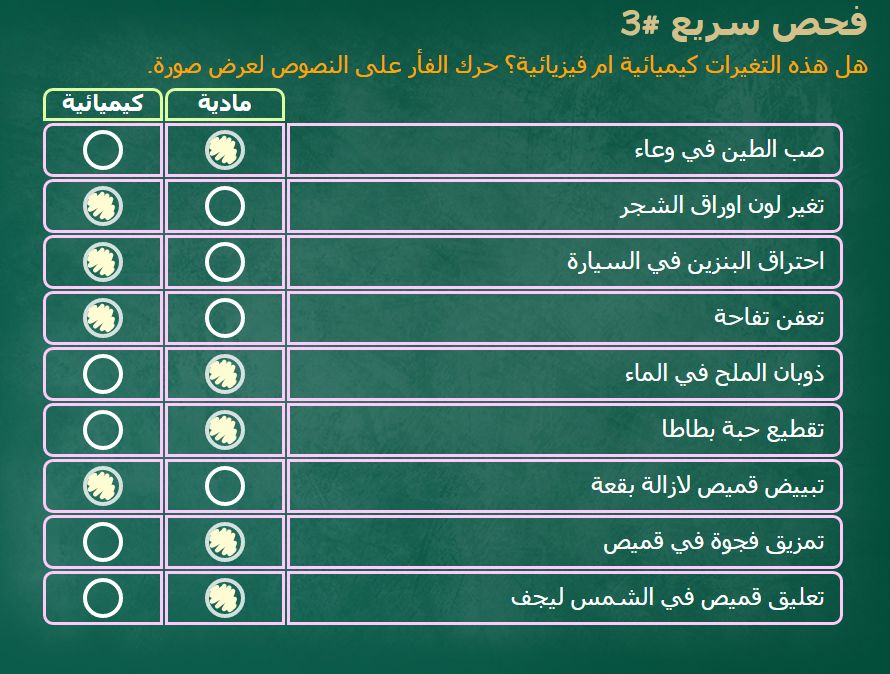 فحص سريع #3
هل هذه التغيرات كيميائية ام فيزيائية؟ حرك الفأر على النصوص لعرض صورة.
مادية كيميائية
صب الطين في وعاء
تغير لون اوراق الشجر
احتراق البنزين في السيارة
تعفن تفاحة
ذوبان الملح في الماء
تقطيع حبة بطاطا
تبييض قميص لازالة بقعة
تمزيق فجوة في قميص
تعليق قميص في الشمس ليجف